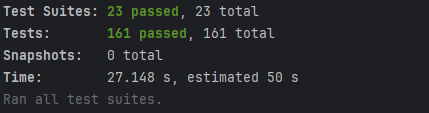 Test Suites: 23 passed, 23 total
Tests:       161 passed, 161 total
Snapshots:   0 total
Time:        27.148 s, estimated 50 s
Ran all test suites.